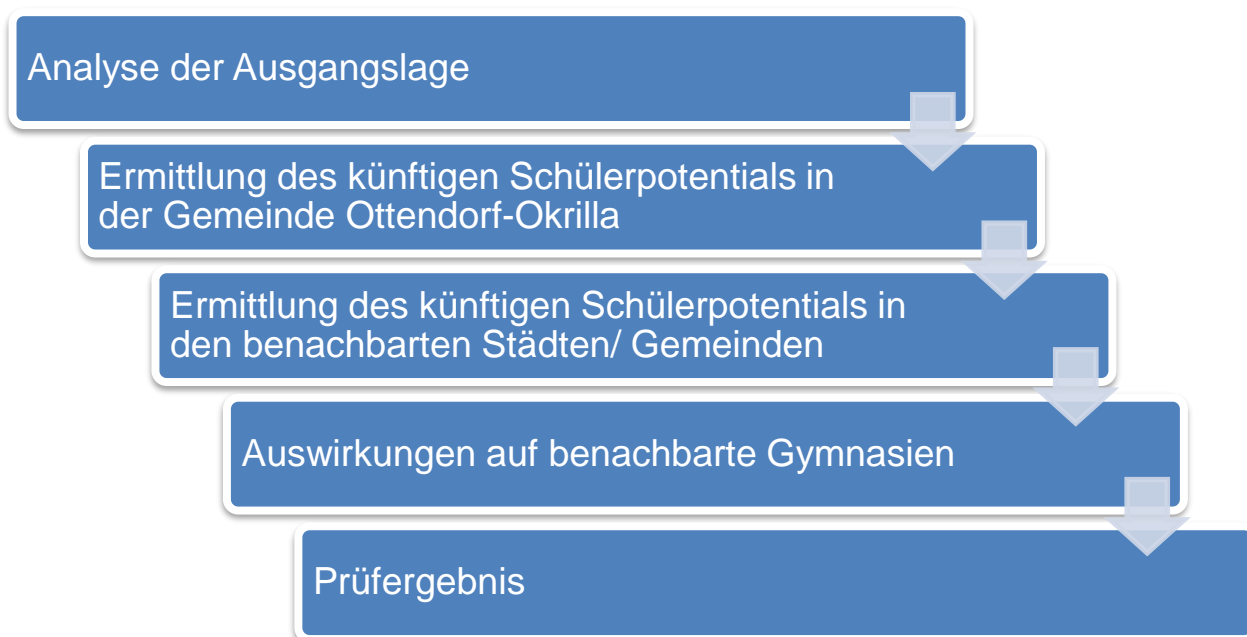 Analyse der Ausgangslage
Ermittlung des künftigen Schülerpotentials in
der Gemeinde Ottendorf-Okrilla
Ermittlung des künftigen Schülerpotentials in
den benachbarten Städten/ Gemeinden
Auswirkungen auf benachbarte Gymnasien
Prüfergebnis